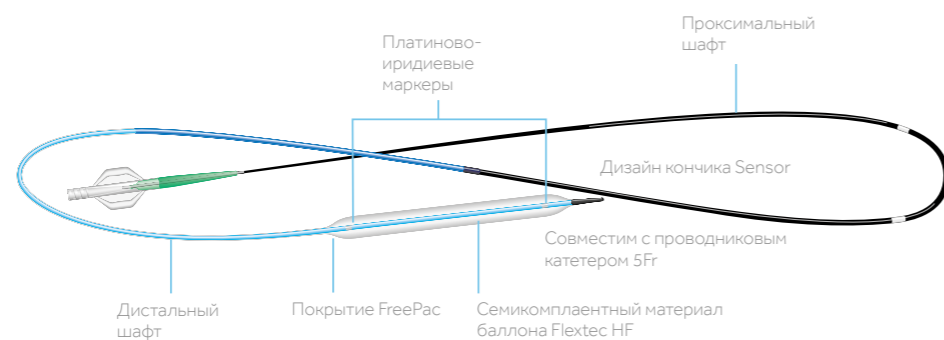 Платиново-
иридиевые
маркеры
Проксимальный
шафт
Дизайн кончика Sensor
Совместим с проводниковым
катетером 5Fr
Дистальный
шафт
Покрытие FreePac
Семикомплаентный материал
баллона Flextec HF